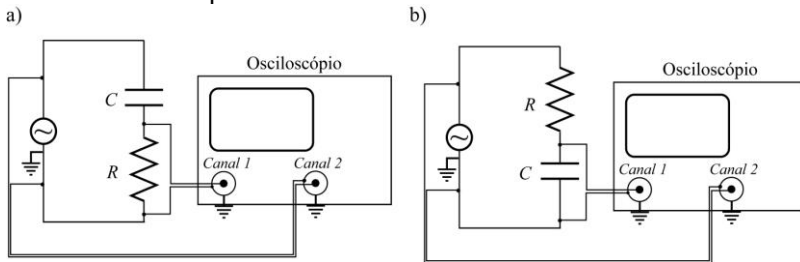 a)
Osciloscópio
C
R
Canal 1
Canal 2
b)
Osciloscópio
R
C
Canal 1
Canal 2